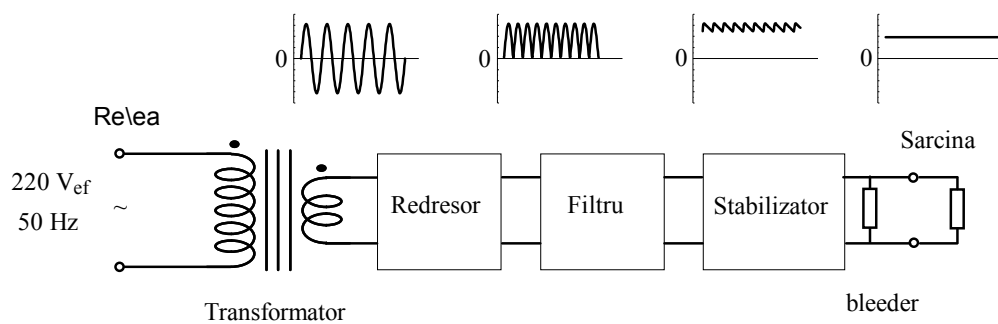 0
0
0
0
Re\ea
220 Vef
50 Hz
~
Transformator
Redresor
Filtru
Stabilizator
Sarcina
bleeder